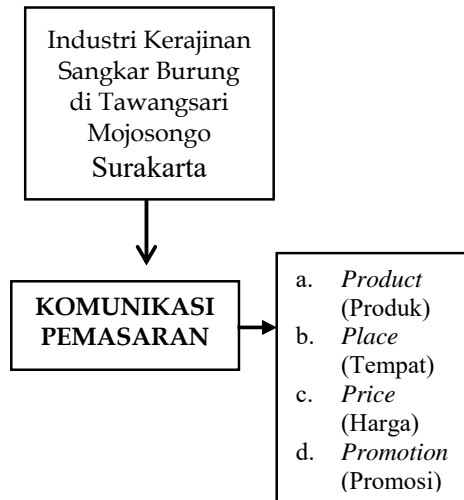 Industri Kerajinan
Sangkar Burung
di Tawangsari
Mojosongo
Surakarta
KOMUNIKASI
PEMASARAN
a. Product
(Produk)
b. Place
(Tempat)
c. Price
(Harga)
d. Promotion
(Promosi)